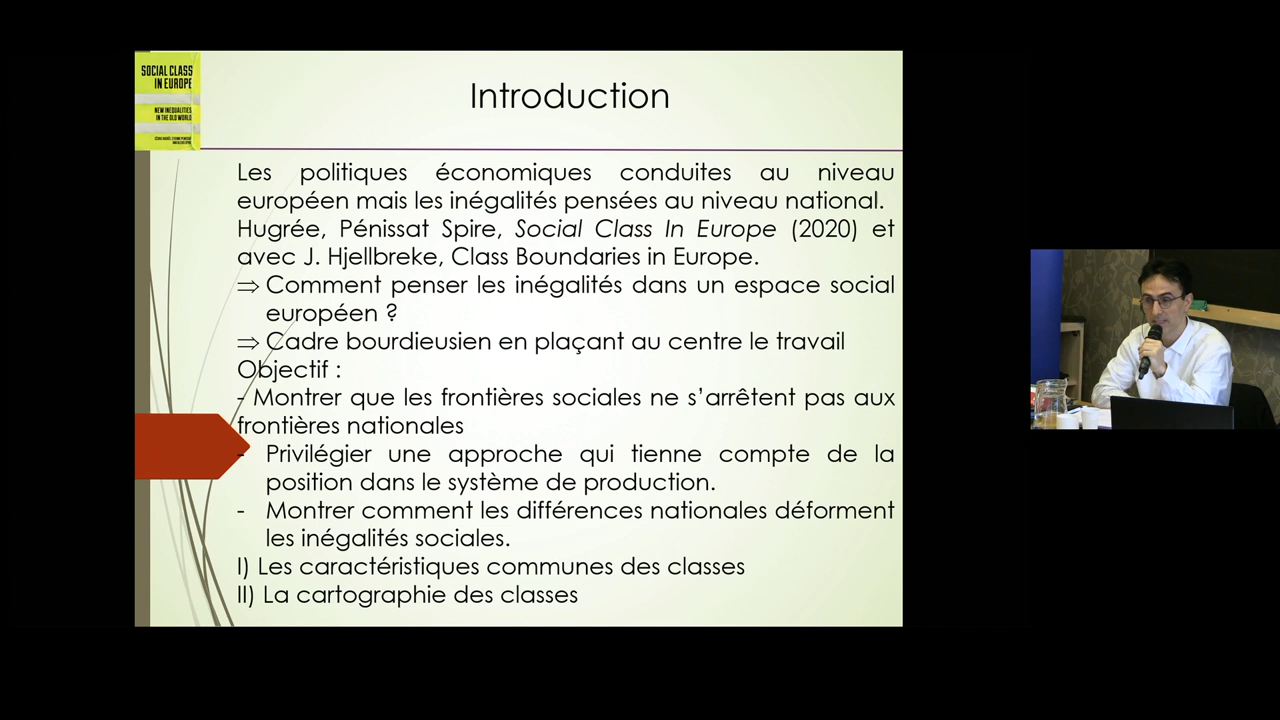 SOCIAL CLASS
IN EUROPE
NEW INEQUALITIES
IN THE OLD WORLD
Introduction
Les politiques économiques conduites au niveau
européen mais les inégalités pensées au niveau national.
Hugrée, Pénissat Spire, Social Class In Europe (2020) et
avec J. Hjellbreke, Class Boundaries in Europe.
⇒ Comment penser les inégalités dans un espace social
européen ?
⇒ Cadre bourdieusien en plaçant au centre le travail
Objectif :
- Montrer que les frontières sociales ne s’arrêtent pas aux
frontières nationales
- Privilégier une approche qui tienne compte de la
position dans le système de production.
- Montrer comment les différences nationales déforment
les inégalités sociales.
I) Les caractéristiques communes des classes
II) La cartographie des classes